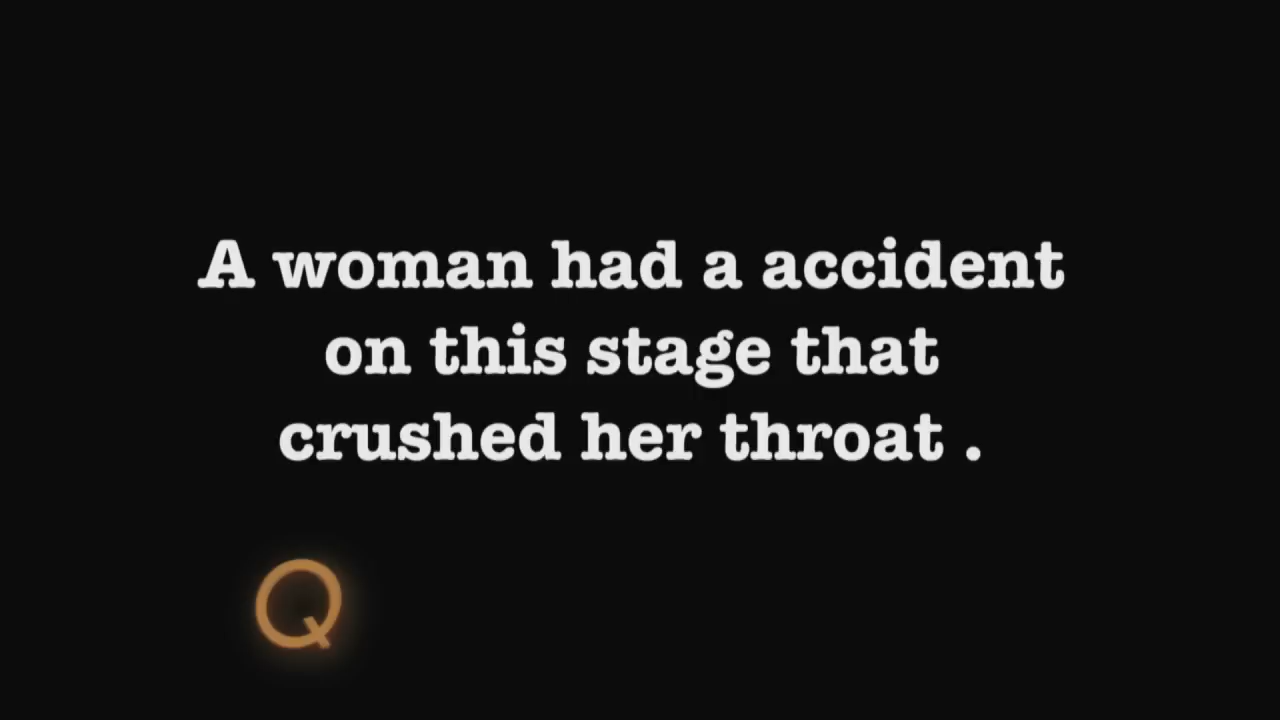 A woman had a accident
on this stage that
crushed her throat .
Q